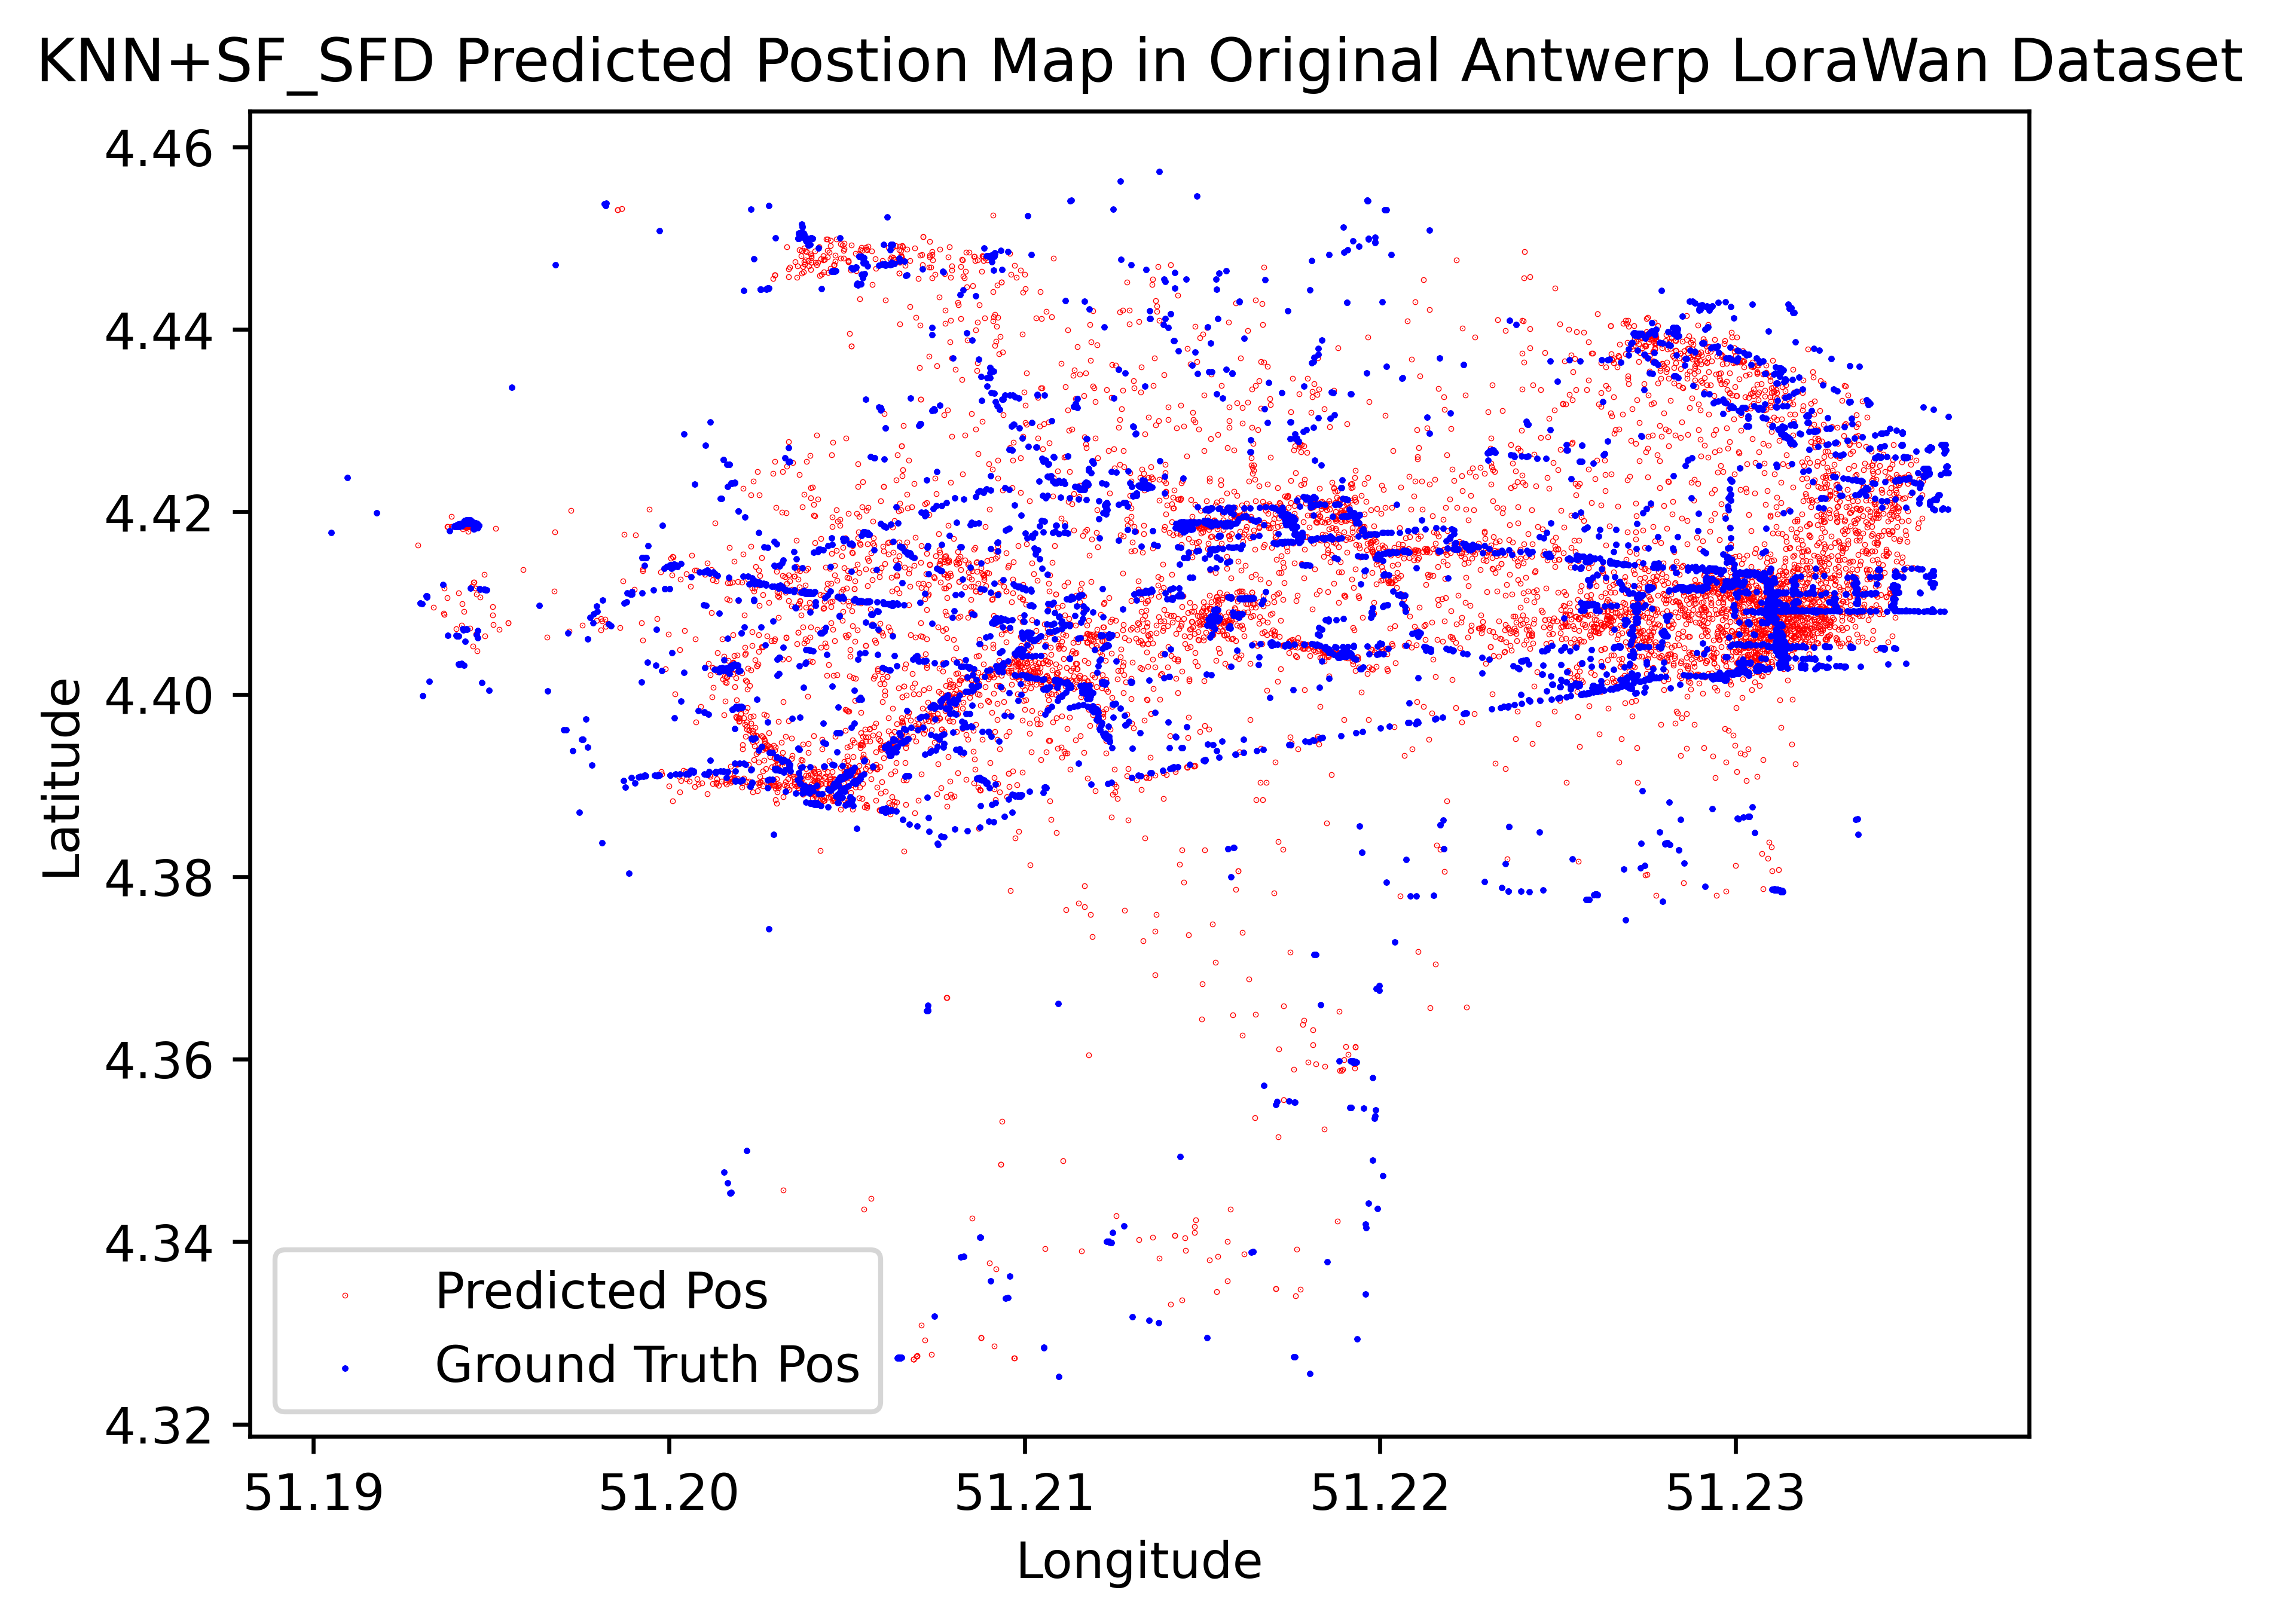 KNN+SF_SFD Predicted Postion Map in Original Antwerp LoraWan Dataset
4.46
4.44
4.42
4.40
4.38
4.36
4.34
4.32
Latitude
Predicted Pos
Ground Truth Pos
51.19 51.20 51.21 51.22 51.23
Longitude